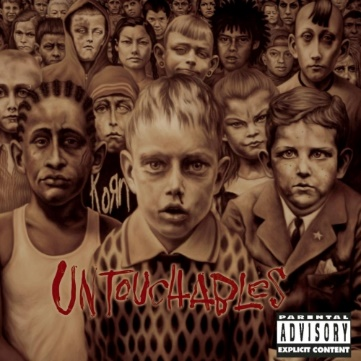 KoRn
UNTOUCHABLES
PARENTAL
ADVISORY
EXPLICIT CONTENT